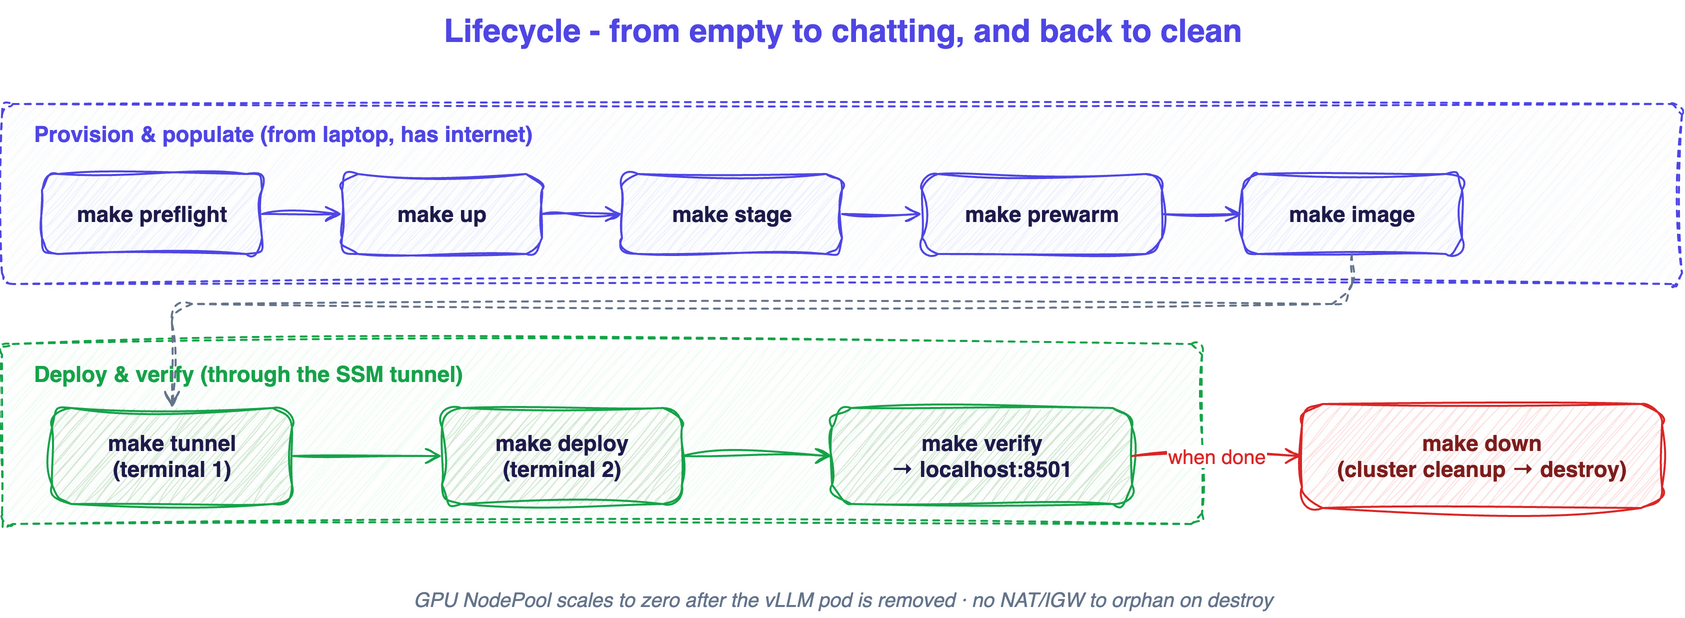 Lifecycle - from empty to chatting, and back to clean
Provision & populate (from laptop, has internet)
make preflight
make up
make stage
make prewarm
make image
Deploy & verify (through the SSM tunnel)
make tunnel
(terminal 1)
make deploy
(terminal 2)
make verify
→ localhost:8501
when done
make down
(cluster cleanup → destroy)
GPU NodePool scales to zero after the vLLM pod is removed · no NAT/IGW to orphan on destroy